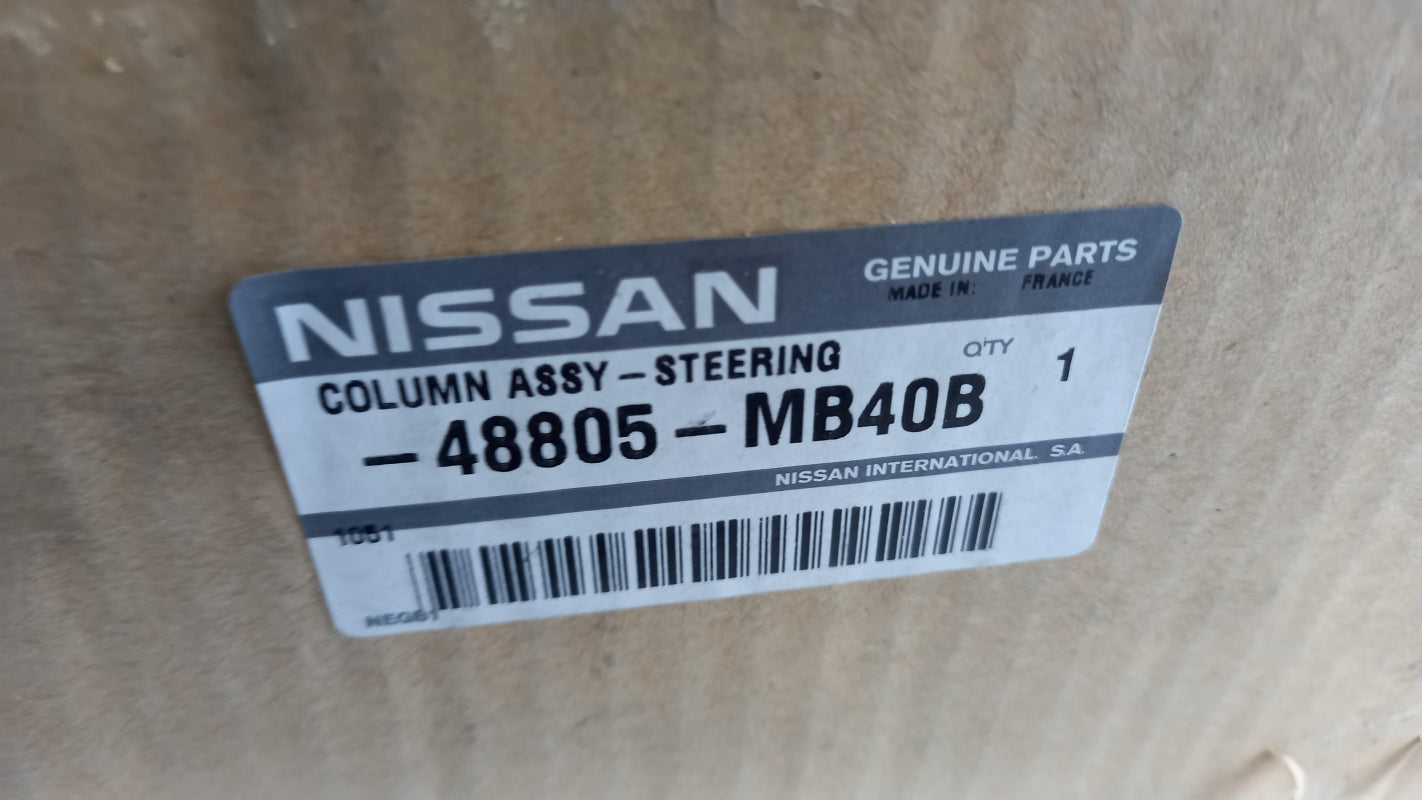 NISSAN
GENUINE PARTS
MADE IN: FRANCE
COLUMN ASSY-STEERING
Q'TY 1
-48805-MB40B
NISSAN INTERNATIONAL S.A.
1051